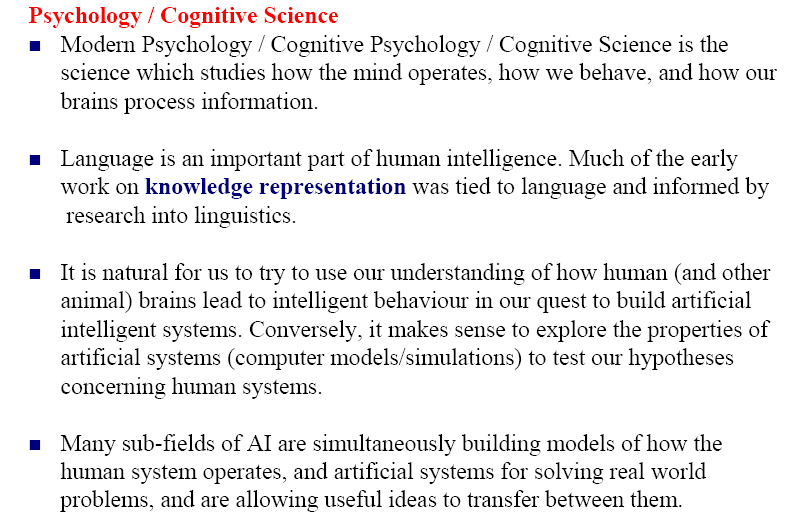 Psychology / Cognitive Science
■ Modern Psychology / Cognitive Psychology / Cognitive Science is the
science which studies how the mind operates, how we behave, and how our
brains process information.
■ Language is an important part of human intelligence. Much of the early
work on knowledge representation was tied to language and informed by
research into linguistics.
■ It is natural for us to try to use our understanding of how human (and other
animal) brains lead to intelligent behaviour in our quest to build artificial
intelligent systems. Conversely, it makes sense to explore the properties of
artificial systems (computer models/simulations) to test our hypotheses
concerning human systems.
■ Many sub-fields of AI are simultaneously building models of how the
human system operates, and artificial systems for solving real world
problems, and are allowing useful ideas to transfer between them.